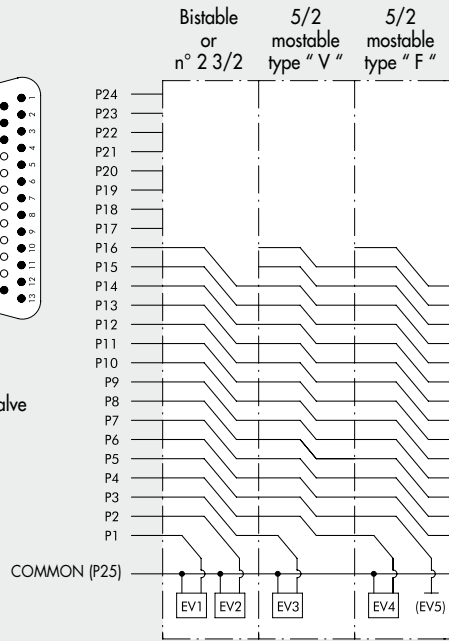 Bistable
or
n° 2 3/2
5/2
mostable
type “ V “
5/2
mostable
type “ F “
1
2
3
4
5
6
7
8
9
10
11
12
13
alve
P24
P23
P22
P21
P20
P19
P18
P17
P16
P15
P14
P13
P12
P11
P10
P9
P8
P7
P6
P5
P4
P3
P2
P1
COMMON (P25)
EV1 EV2 EV3 EV4 (EV5)